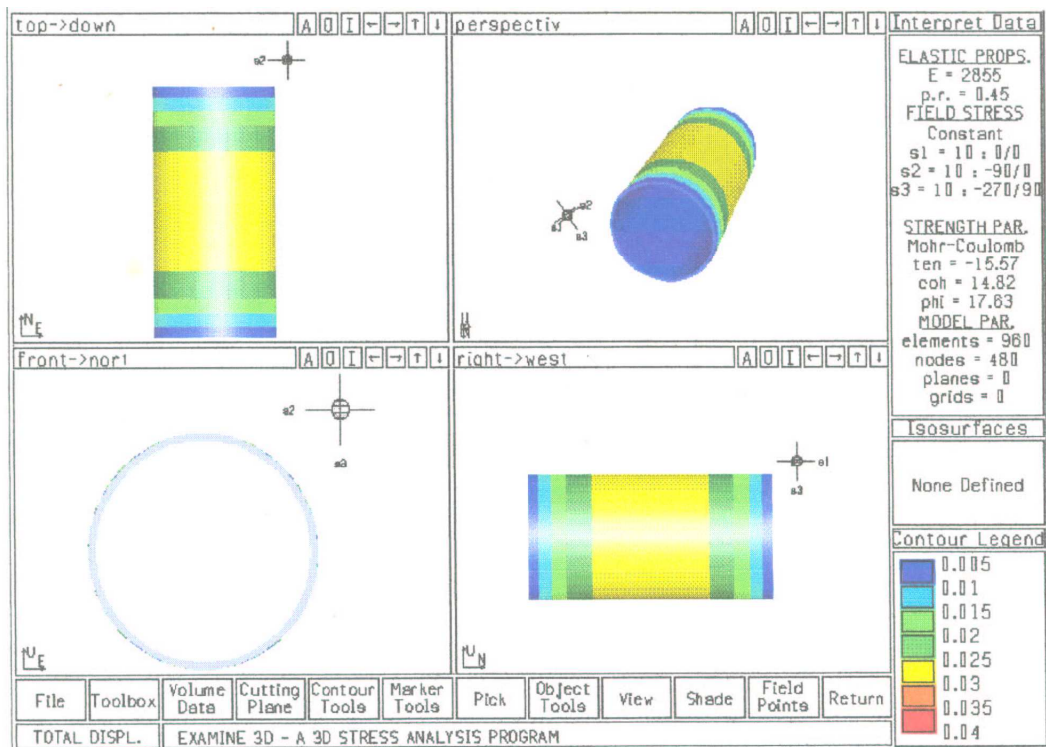 top->down A O I ← → ↑ ↓
s2
N E
perspectiv A O I ← → ↑ ↓
s2
s1
s3
front->nort A O I ← → ↑ ↓
s2
s3
U E
right->west A O I ← → ↑ ↓
s1
s3
U N
Interpret Data
ELASTIC PROPS.
E = 2855
p.r. = 0.45
FIELD STRESS
Constant
s1 = 10 : 0/0
s2 = 10 : -90/0
s3 = 10 : -270/90
STRENGTH PAR.
Mohr-Coulomb
ten = -15.57
coh = 14.82
phi = 17.63
MODEL PAR.
elements = 960
nodes = 480
planes = 0
grids = 0
Isosurfaces
None Defined
Contour Legend
0.005
0.01
0.015
0.02
0.025
0.03
0.035
0.04
File Toolbox Volume Data Cutting Plane Contour Tools Marker Tools Pick Object Tools View Shade Field Points Return
TOTAL DISPL. EXAMINE 3D - A 3D STRESS ANALYSIS PROGRAM